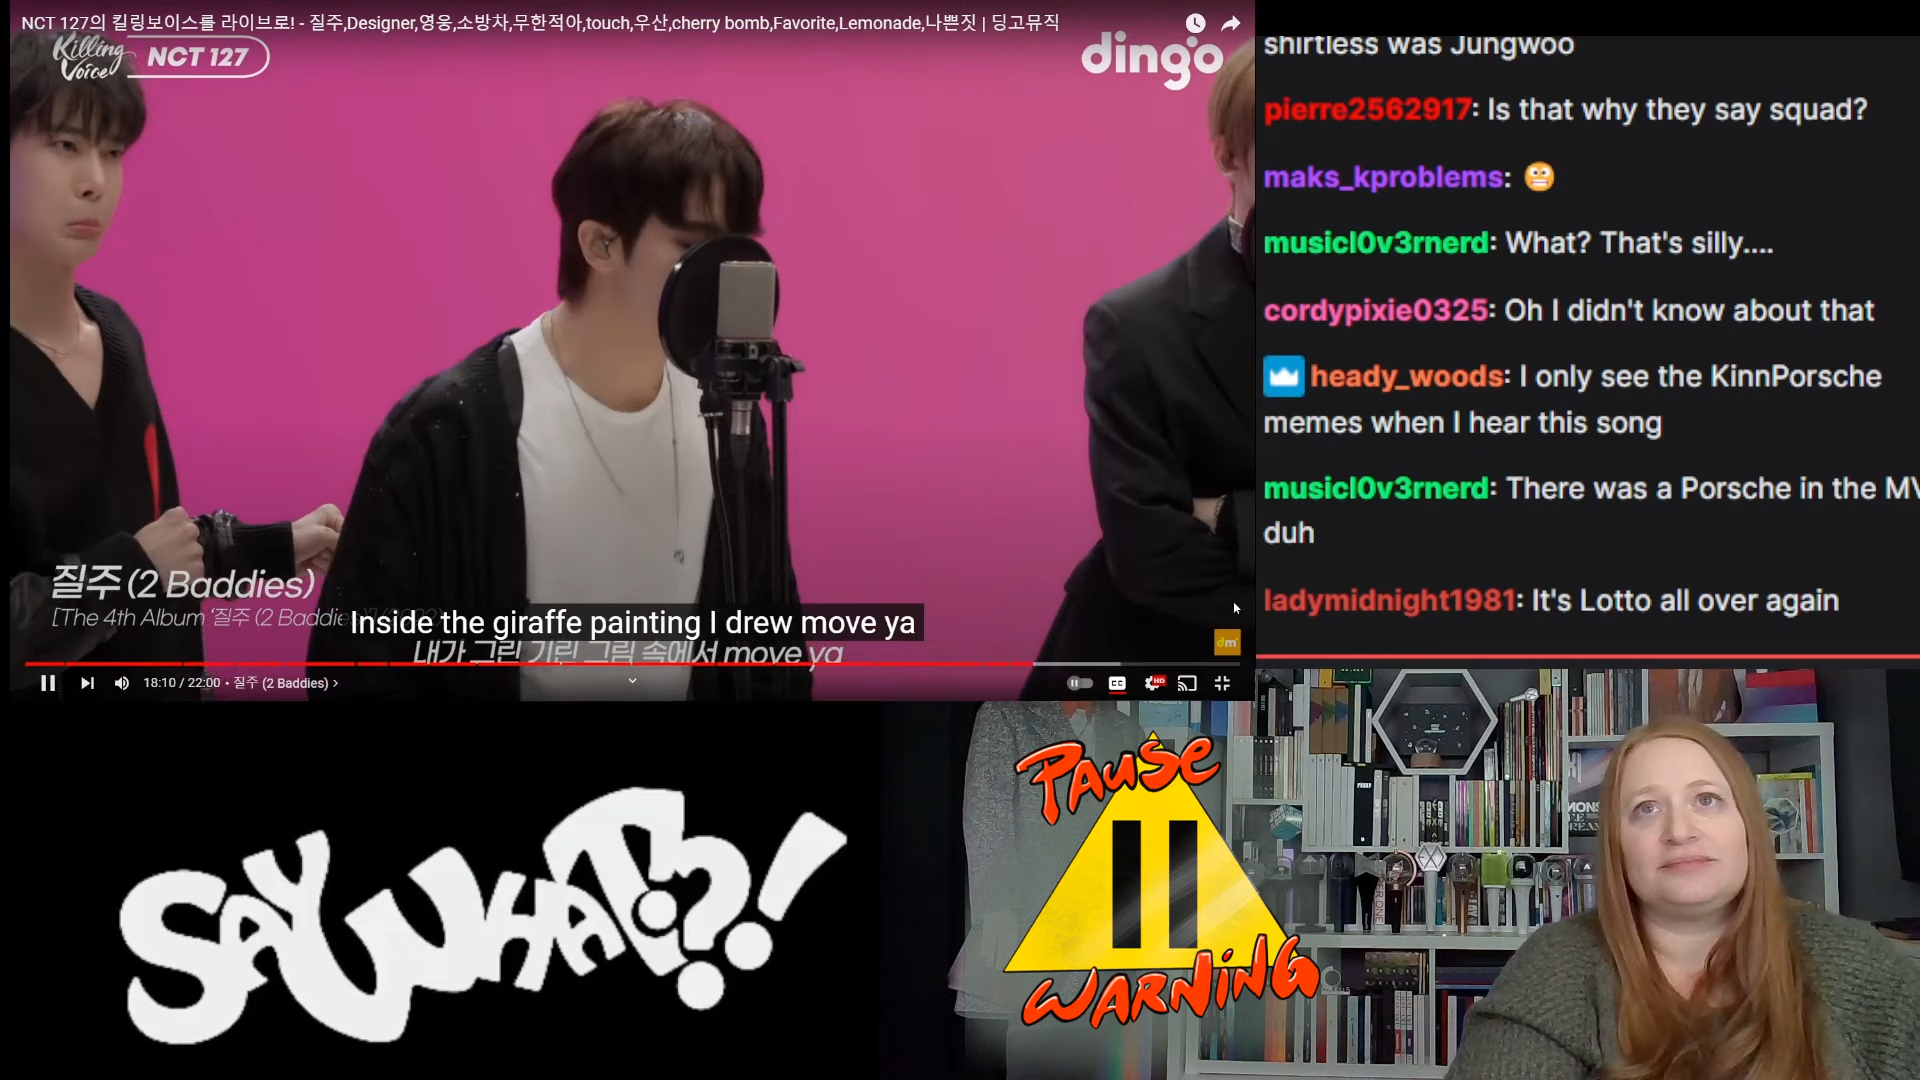 NCT 127의 킬링보이스를 라이브로! - 질주,Designer,영웅,소방차,무한적아,touch,우산,cherry bomb,Favorite,Lemonade,나쁜짓 | 딩고뮤직
Killing Voice
NCT 127
dingo
질주 (2 Baddies)
[The 4th Album '질주 (2 Baddie
Inside the giraffe painting I drew move ya
내가 그린 기린 그림 속에서 move ya
dm
18:10 / 22:00 • 질주 (2 Baddies) >
CC
HD
shirtless was Jungwoo
pierre2562917: Is that why they say squad?
maks_kproblems: 😬
musicl0v3rnerd: What? That's silly....
cordypixie0325: Oh I didn't know about that
heady_woods: I only see the KinnPorsche
memes when I hear this song
musicl0v3rnerd: There was a Porsche in the MV
duh
ladymidnight1981: It's Lotto all over again
SAY WHAT?!
PAUSE
WARNING
PROOF